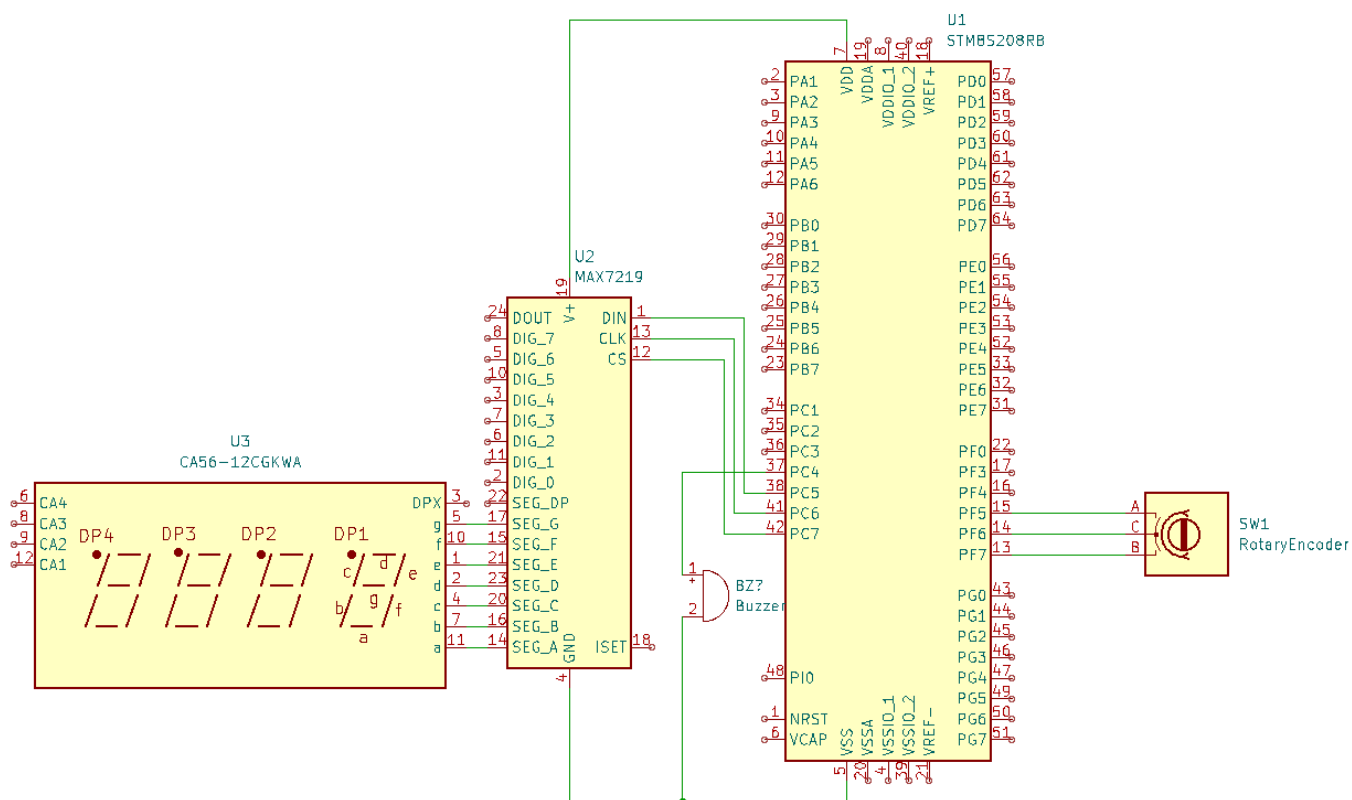 U1
STM8S208RB
7 19 8 40 18
VDD VDDA VDDIO_1 VDDIO_2 VREF+
2 PA1
3 PA2
9 PA3
10 PA4
11 PA5
12 PA6
30 PB0
29 PB1
28 PB2
27 PB3
26 PB4
25 PB5
24 PB6
23 PB7
34 PC1
35 PC2
36 PC3
37 PC4
38 PC5
41 PC6
42 PC7
48 PI0
1 NRST
6 VCAP
PD0 57
PD1 58
PD2 59
PD3 60
PD4 61
PD5 62
PD6 63
PD7 64
PE0 56
PE1 55
PE2 54
PE3 53
PE4 52
PE5 33
PE6 32
PE7 31
PF0 22
PF3 17
PF4 16
PF5 15
PF6 14
PF7 13
PG0 43
PG1 44
PG2 45
PG3 46
PG4 47
PG5 49
PG6 50
PG7 51
VSS VSSA VSSIO_1 VSSIO_2 VREF-
5 20 4 39 21
U2
MAX7219
19
V+
24 DOUT
8 DIG_7
5 DIG_6
10 DIG_5
3 DIG_4
7 DIG_3
6 DIG_2
11 DIG_1
2 DIG_0
22 SEG_DP
17 SEG_G
15 SEG_F
21 SEG_E
23 SEG_D
20 SEG_C
16 SEG_B
14 SEG_A
DIN 1
CLK 13
CS 12
ISET 18
GND
4
U3
CA56-12CGKWA
6 CA4
8 CA3
9 CA2
12 CA1
DP4 DP3 DP2 DP1
c d e
b g f
a
DPX 3
g 5
f 10
e 1
d 2
c 4
b 7
a 11
1
+
2
BZ?
Buzzer
A
C
B
SW1
RotaryEncoder